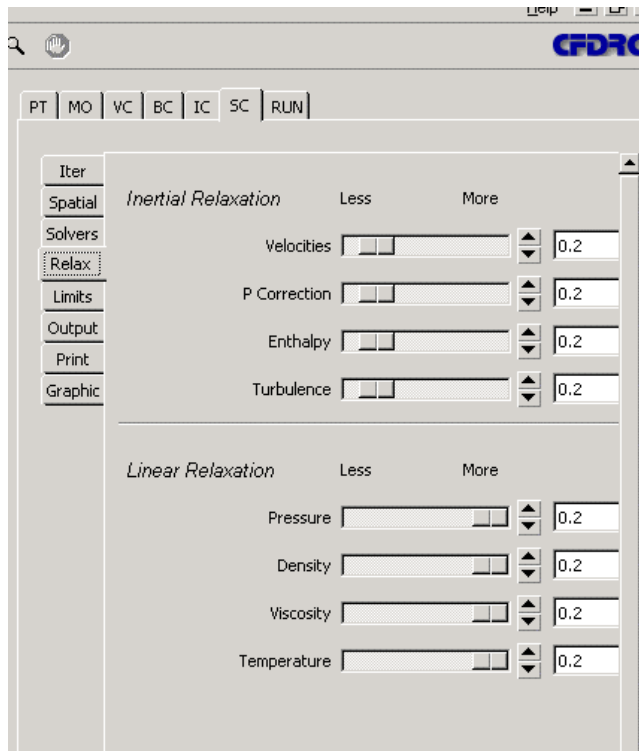 Help
CFDRC
PT MO VC BC IC SC RUN
Iter
Spatial
Solvers
Relax
Limits
Output
Print
Graphic
Inertial Relaxation Less More
Velocities 0.2
P Correction 0.2
Enthalpy 0.2
Turbulence 0.2
Linear Relaxation Less More
Pressure 0.2
Density 0.2
Viscosity 0.2
Temperature 0.2